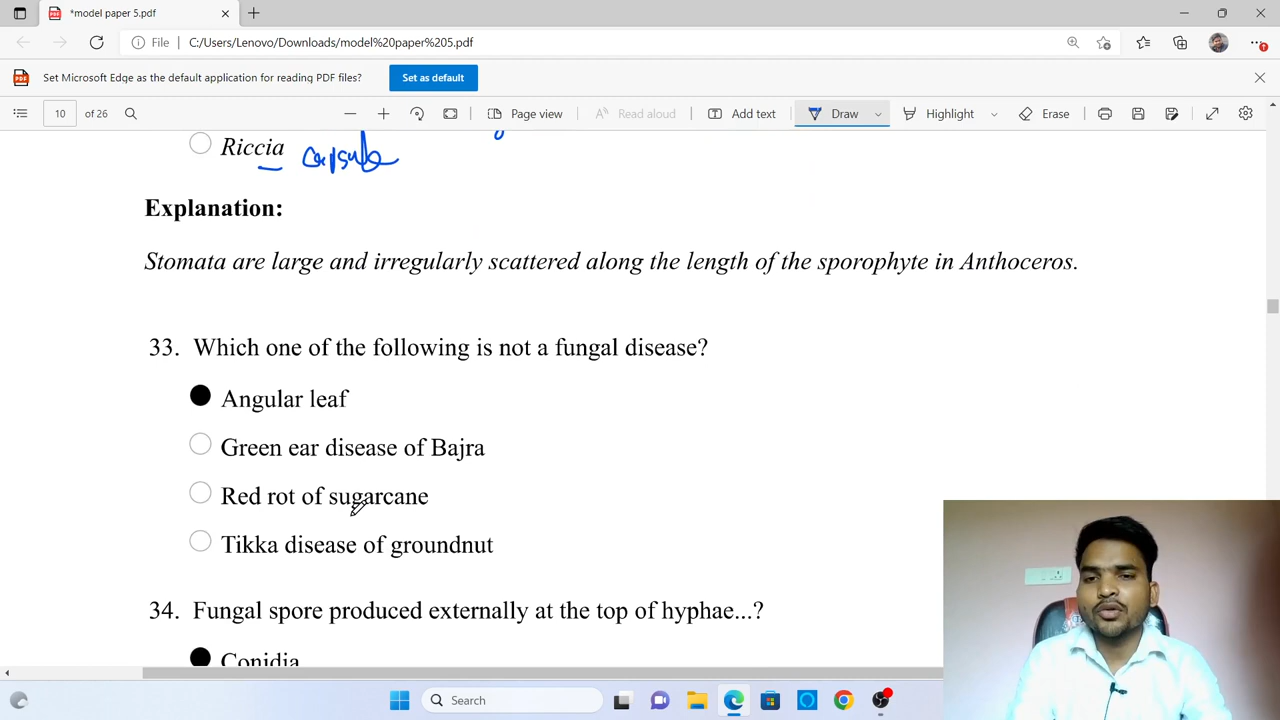 *model paper 5.pdf
File
C:/Users/Lenovo/Downloads/model%20paper%205.pdf
Set Microsoft Edge as the default application for reading PDF files?
Set as default
10 of 26
Page view
Read aloud
Add text
Draw
Highlight
Erase
Riccia capsule
Explanation:
Stomata are large and irregularly scattered along the length of the sporophyte in Anthoceros.
33. Which one of the following is not a fungal disease?
Angular leaf
Green ear disease of Bajra
Red rot of sugarcane
Tikka disease of groundnut
34. Fungal spore produced externally at the top of hyphae...?
Conidia
Search